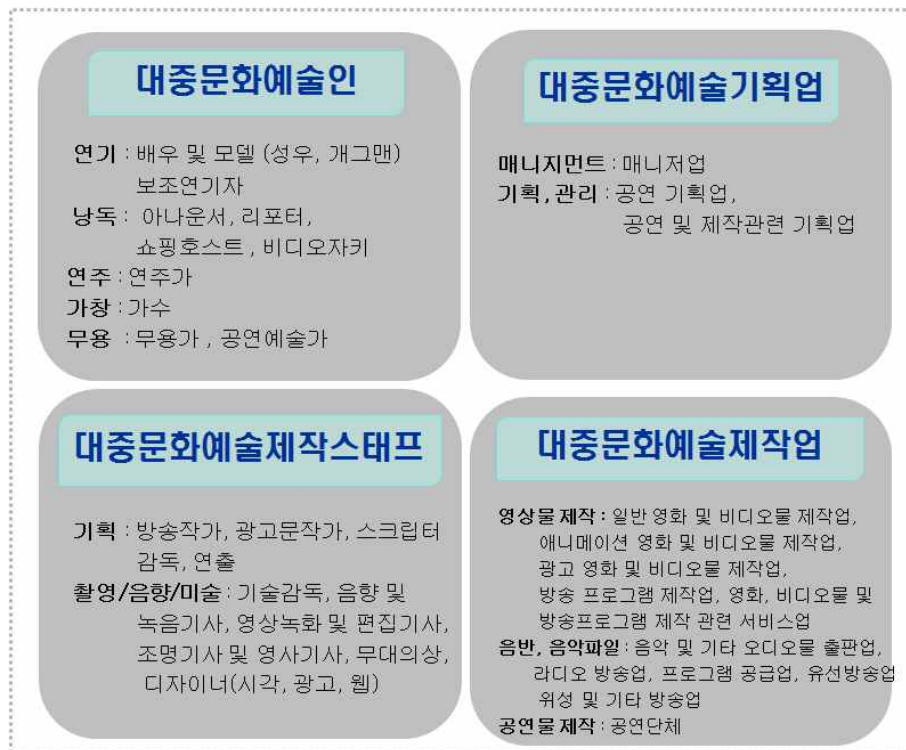 대중문화예술인
연기 : 배우 및 모델 (성우, 개그맨)
보조연기자
낭독 : 아나운서, 리포터,
쇼핑호스트 , 비디오자키
연주 : 연주가
가창 : 가수
무용 : 무용가 , 공연예술가
대중문화예술기획업
매니지먼트 : 매니저업
기획, 관리 : 공연 기획업,
공연 및 제작관련 기획업
대중문화예술제작스태프
기획 : 방송작가, 광고문작가, 스크립터
감독, 연출
촬영/음향/미술 : 기술감독, 음향 및
녹음기사, 영상녹화 및 편집기사,
조명기사 및 영사기사, 무대의상,
디자이너(시각, 광고, 웹)
대중문화예술제작업
영상물 제작 : 일반 영화 및 비디오물 제작업,
애니메이션 영화 및 비디오물 제작업,
광고 영화 및 비디오물 제작업,
방송 프로그램 제작업, 영화, 비디오물 및
방송프로그램 제작 관련 서비스업
음반, 음악파일 : 음악 및 기타 오디오물 출판업,
라디오 방송업, 프로그램 공급업, 유선방송업
위성 및 기타 방송업
공연물 제작 : 공연단체